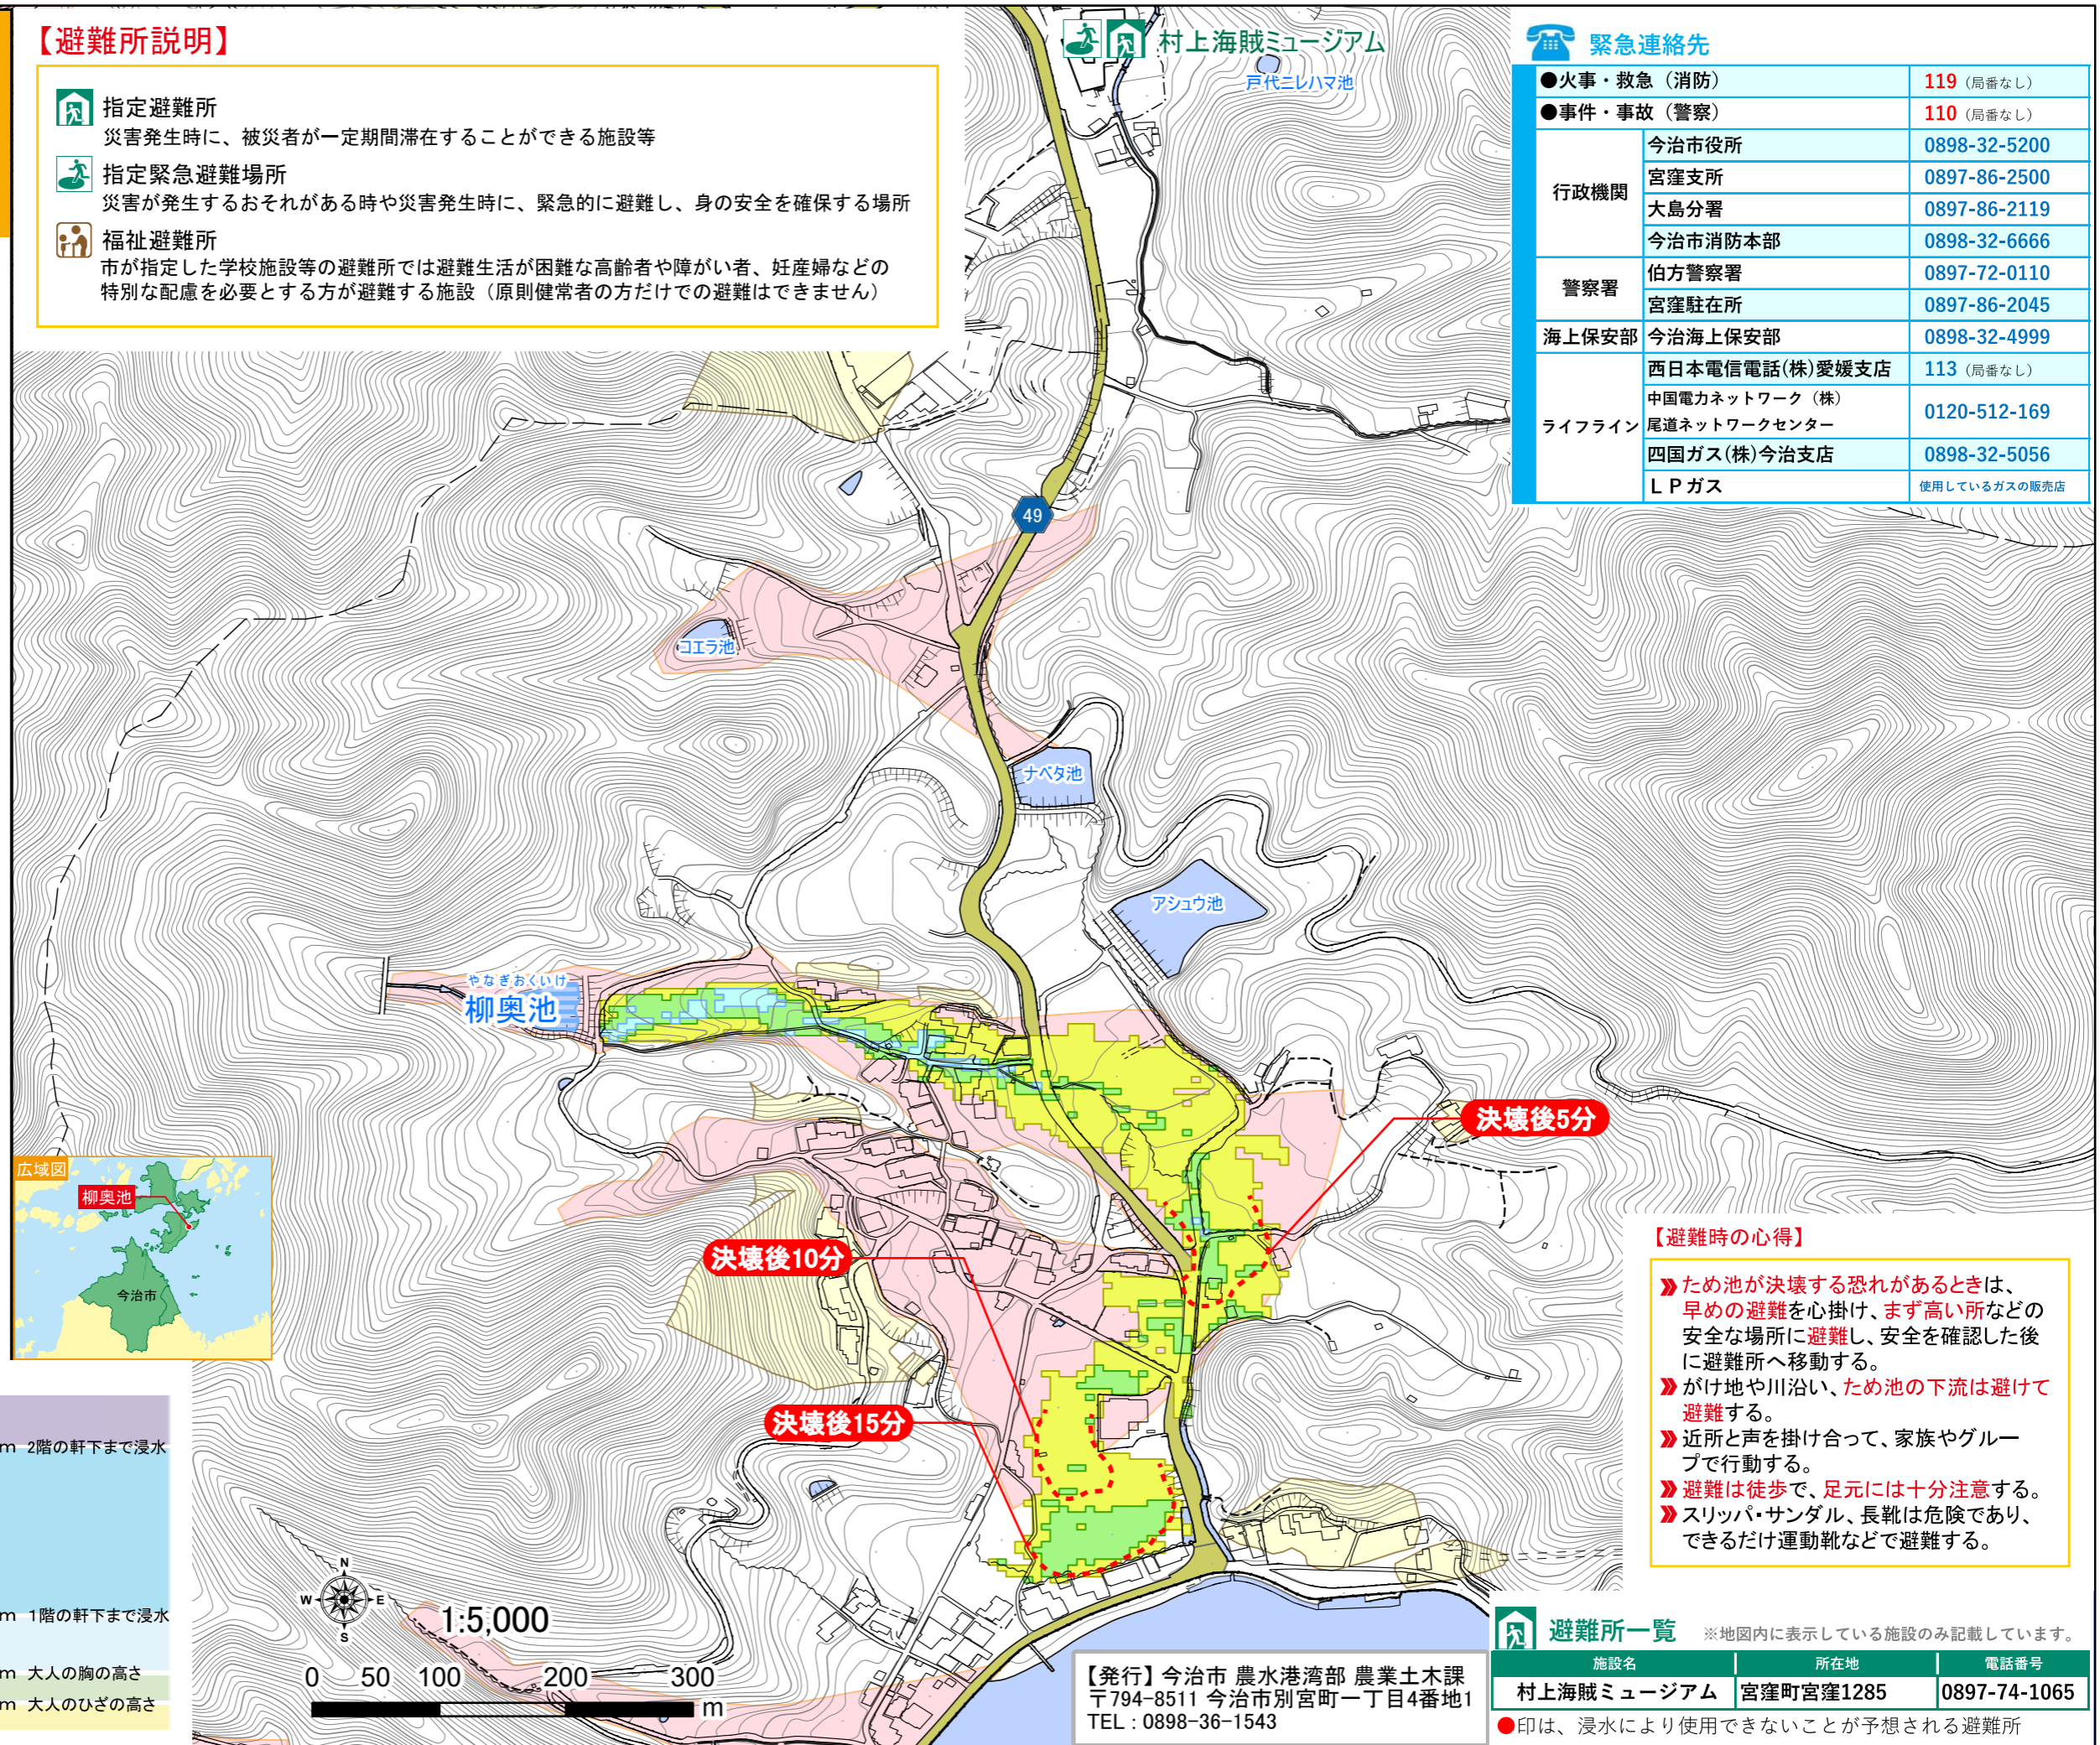 【避難所説明】
指定避難所
災害発生時に、被災者が一定期間滞在することができる施設等
指定緊急避難場所
災害が発生するおそれがある時や災害発生時に、緊急的に避難し、身の安全を確保する場所
福祉避難所
市が指定した学校施設等の避難所では避難生活が困難な高齢者や障がい者、妊産婦などの
特別な配慮を必要とする方が避難する施設（原則健常者の方だけでの避難はできません）
村上海賊ミュージアム
戸代ニレハマ池
緊急連絡先
●火事・救急（消防） 119（局番なし）
●事件・事故（警察） 110（局番なし）
行政機関
今治市役所 0898-32-5200
宮窪支所 0897-86-2500
大島分署 0897-86-2119
今治市消防本部 0898-32-6666
警察署
伯方警察署 0897-72-0110
宮窪駐在所 0897-86-2045
海上保安部 今治海上保安部 0898-32-4999
ライフライン
西日本電信電話(株)愛媛支店 113（局番なし）
中国電力ネットワーク（株）
尾道ネットワークセンター 0120-512-169
四国ガス(株)今治支店 0898-32-5056
ＬＰガス 使用しているガスの販売店
49
コエラ池
ナベタ池
アシュウ池
やなぎおくいけ
柳奥池
決壊後5分
決壊後10分
決壊後15分
広域図
柳奥池
今治市
m 2階の軒下まで浸水
m 1階の軒下まで浸水
m 大人の胸の高さ
m 大人のひざの高さ
N
W E
S
1:5,000
0 50 100 200 300
m
【避難時の心得】
ため池が決壊する恐れがあるときは、
早めの避難を心掛け、まず高い所などの
安全な場所に避難し、安全を確認した後
に避難所へ移動する。
がけ地や川沿い、ため池の下流は避けて
避難する。
近所と声を掛け合って、家族やグルー
プで行動する。
避難は徒歩で、足元には十分注意する。
スリッパ・サンダル、長靴は危険であり、
できるだけ運動靴などで避難する。
【発行】今治市 農水港湾部 農業土木課
〒794-8511 今治市別宮町一丁目4番地1
TEL：0898-36-1543
避難所一覧 ※地図内に表示している施設のみ記載しています。
施設名 所在地 電話番号
村上海賊ミュージアム 宮窪町宮窪1285 0897-74-1065
●印は、浸水により使用できないことが予想される避難所